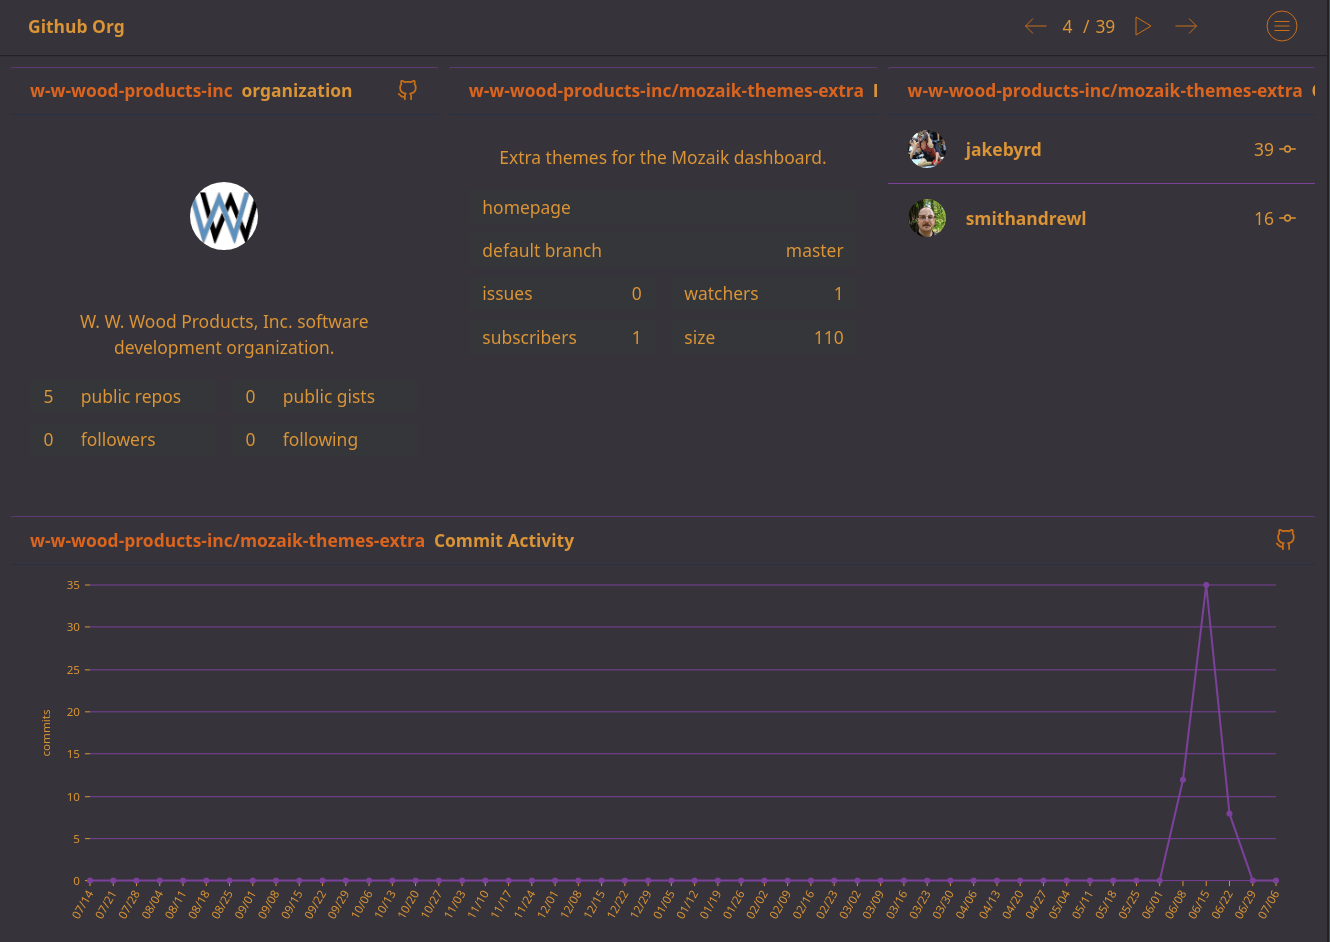 Github Org
4 / 39
w-w-wood-products-inc organization
W. W. Wood Products, Inc. software
development organization.
5 public repos
0 public gists
0 followers
0 following
w-w-wood-products-inc/mozaik-themes-extra
Extra themes for the Mozaik dashboard.
homepage
default branch master
issues 0
watchers 1
subscribers 1
size 110
w-w-wood-products-inc/mozaik-themes-extra
jakebyrd 39
smithandrewl 16
w-w-wood-products-inc/mozaik-themes-extra Commit Activity
commits
35
30
25
20
15
10
5
0
07/14
07/21
07/28
08/04
08/11
08/18
08/25
09/01
09/08
09/15
09/22
09/29
10/06
10/13
10/20
10/27
11/03
11/10
11/17
11/24
12/01
12/08
12/15
12/22
12/29
01/05
01/12
01/19
01/26
02/02
02/09
02/16
02/23
03/02
03/09
03/16
03/23
03/30
04/06
04/13
04/20
04/27
05/04
05/11
05/18
05/25
06/01
06/08
06/15
06/22
06/29
07/06